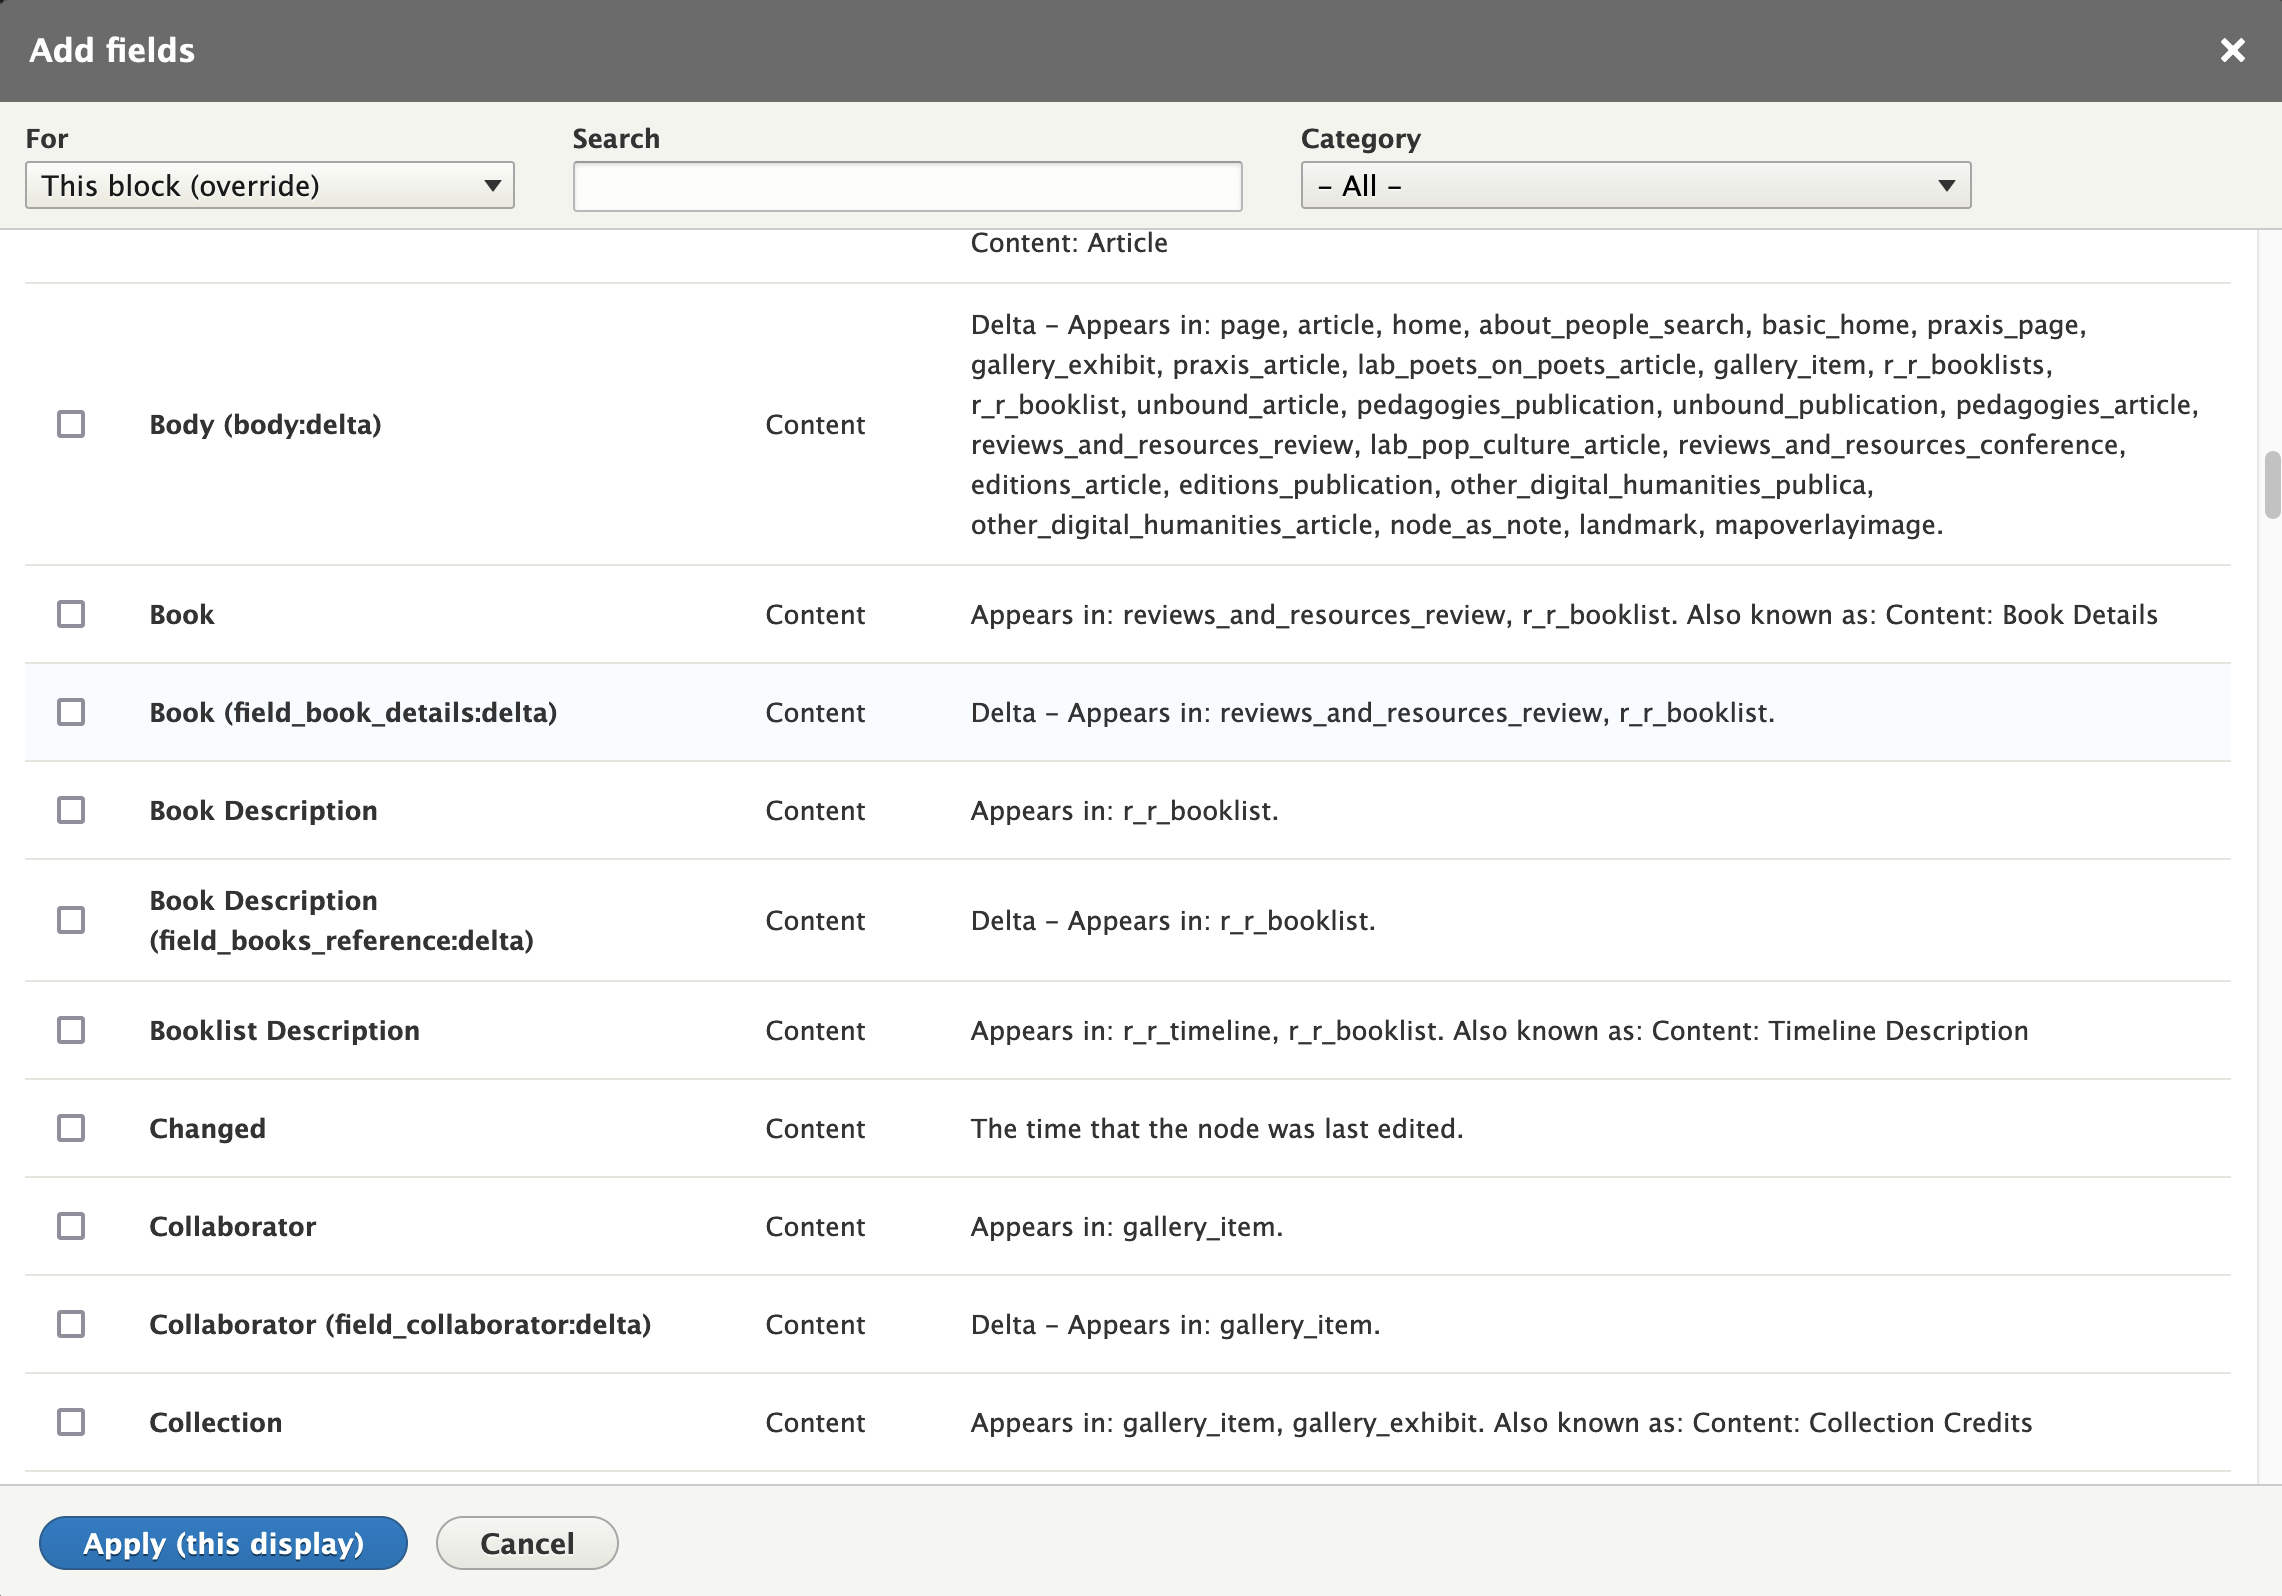 Add fields
For
Search
Category
This block (override)
– All –
Content: Article
Body (body:delta)
Content
Delta – Appears in: page, article, home, about_people_search, basic_home, praxis_page,
gallery_exhibit, praxis_article, lab_poets_on_poets_article, gallery_item, r_r_booklists,
r_r_booklist, unbound_article, pedagogies_publication, unbound_publication, pedagogies_article,
reviews_and_resources_review, lab_pop_culture_article, reviews_and_resources_conference,
editions_article, editions_publication, other_digital_humanities_publica,
other_digital_humanities_article, node_as_note, landmark, mapoverlayimage.
Book
Content
Appears in: reviews_and_resources_review, r_r_booklist. Also known as: Content: Book Details
Book (field_book_details:delta)
Content
Delta – Appears in: reviews_and_resources_review, r_r_booklist.
Book Description
Content
Appears in: r_r_booklist.
Book Description
(field_books_reference:delta)
Content
Delta – Appears in: r_r_booklist.
Booklist Description
Content
Appears in: r_r_timeline, r_r_booklist. Also known as: Content: Timeline Description
Changed
Content
The time that the node was last edited.
Collaborator
Content
Appears in: gallery_item.
Collaborator (field_collaborator:delta)
Content
Delta – Appears in: gallery_item.
Collection
Content
Appears in: gallery_item, gallery_exhibit. Also known as: Content: Collection Credits
Apply (this display)
Cancel